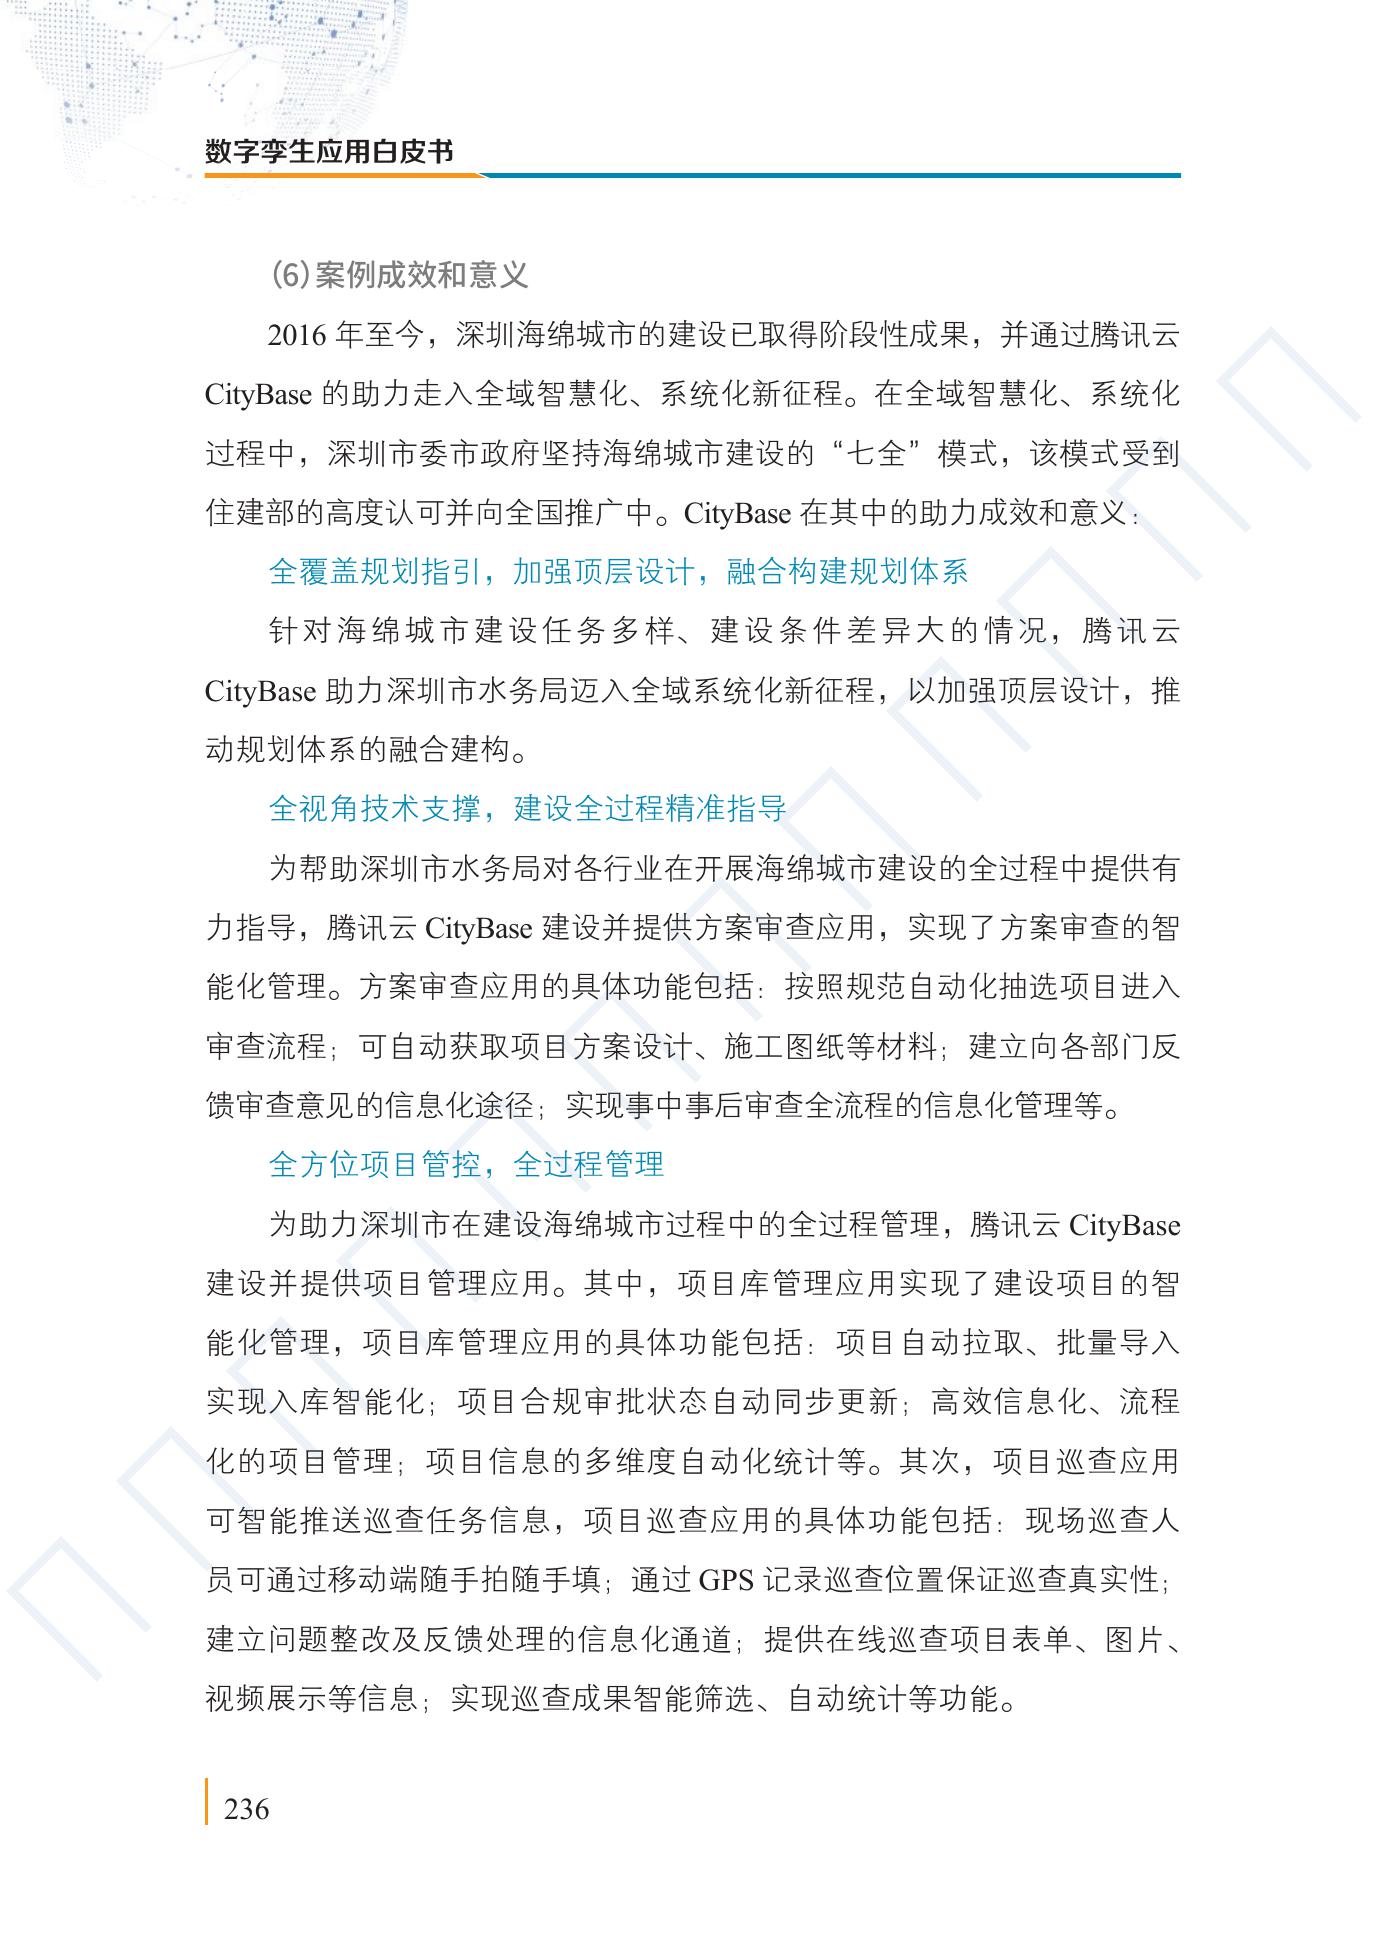 数字孪生应用白皮书
(6)案例成效和意义
2016 年至今，深圳海绵城市的建设已取得阶段性成果，并通过腾讯云
CityBase 的助力走入全域智慧化、系统化新征程。在全域智慧化、系统化
过程中，深圳市委市政府坚持海绵城市建设的“七全”模式，该模式受到
住建部的高度认可并向全国推广中。CityBase 在其中的助力成效和意义：
全覆盖规划指引，加强顶层设计，融合构建规划体系
针对海绵城市建设任务多样、建设条件差异大的情况，腾讯云
CityBase 助力深圳市水务局迈入全域系统化新征程，以加强顶层设计，推
动规划体系的融合建构。
全视角技术支撑，建设全过程精准指导
为帮助深圳市水务局对各行业在开展海绵城市建设的全过程中提供有
力指导，腾讯云 CityBase 建设并提供方案审查应用，实现了方案审查的智
能化管理。方案审查应用的具体功能包括：按照规范自动化抽选项目进入
审查流程；可自动获取项目方案设计、施工图纸等材料；建立向各部门反
馈审查意见的信息化途径；实现事中事后审查全流程的信息化管理等。
全方位项目管控，全过程管理
为助力深圳市在建设海绵城市过程中的全过程管理，腾讯云 CityBase
建设并提供项目管理应用。其中，项目库管理应用实现了建设项目的智
能化管理，项目库管理应用的具体功能包括：项目自动拉取、批量导入
实现入库智能化；项目合规审批状态自动同步更新；高效信息化、流程
化的项目管理；项目信息的多维度自动化统计等。其次，项目巡查应用
可智能推送巡查任务信息，项目巡查应用的具体功能包括：现场巡查人
员可通过移动端随手拍随手填；通过 GPS 记录巡查位置保证巡查真实性；
建立问题整改及反馈处理的信息化通道；提供在线巡查项目表单、图片、
视频展示等信息；实现巡查成果智能筛选、自动统计等功能。
236